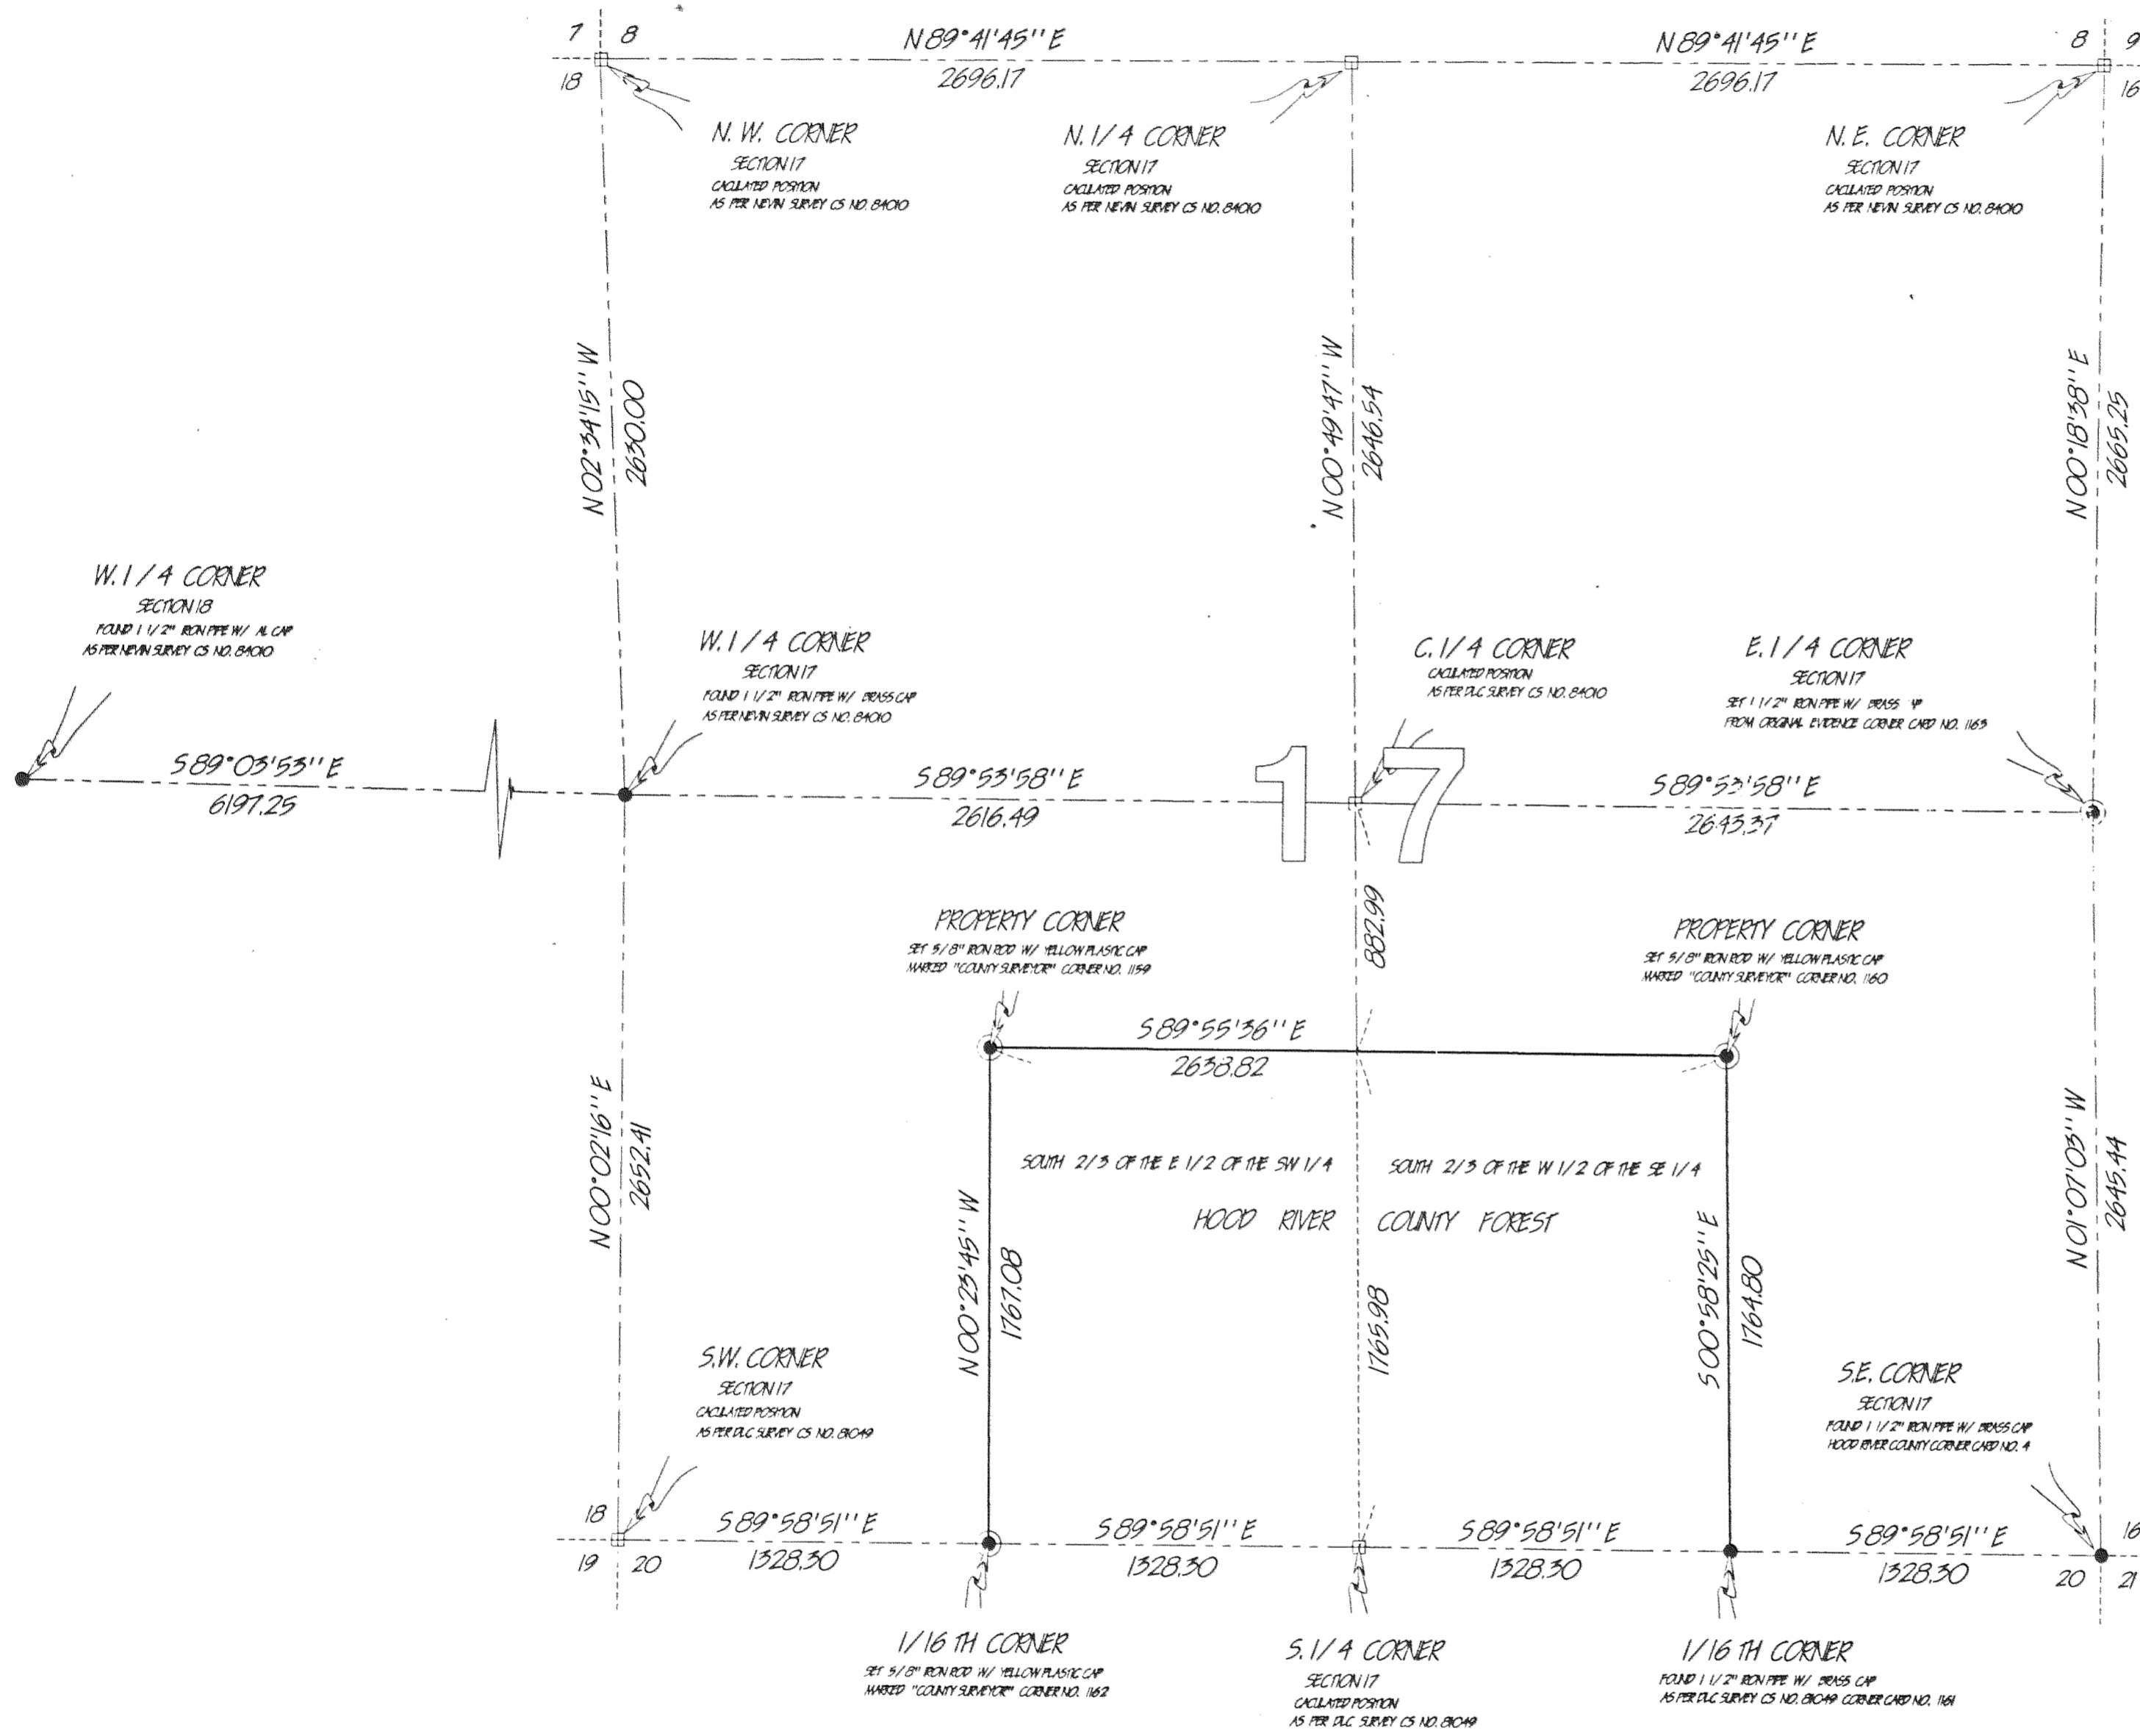 7 8
N 89°41'45'' E
2696.17
18
N 89°41'45'' E
2696.17
8 9
16
N. W. CORNER
SECTION 17
CACULATED POSITION
AS PER NEVIN SURVEY CS NO. 84010
N. 1/4 CORNER
SECTION 17
CACULATED POSITION
AS PER NEVIN SURVEY CS NO. 84010
N. E. CORNER
SECTION 17
CACULATED POSITION
AS PER NEVIN SURVEY CS NO. 84010
N 02°34'15'' W
2630.00
N 00°49'47'' W
2646.54
N 00°18'38'' E
2665.25
W. 1/4 CORNER
SECTION 18
FOUND 1 1/2" IRON PIPE W/ AL CAP
AS PER NEVIN SURVEY CS NO. 84010
W. 1/4 CORNER
SECTION 17
FOUND 1 1/2" IRON PIPE W/ BRASS CAP
AS PER NEVIN SURVEY CS NO. 84010
C. 1/4 CORNER
CACULATED POSITION
AS PER DLC SURVEY CS NO. 84010
E. 1/4 CORNER
SECTION 17
SET 1 1/2" IRON PIPE W/ BRASS
FROM ORIGINAL EVIDENCE CORNER CARD NO. 1163
S 89°03'53'' E
6197.25
S 89°53'58'' E
2616.49
17
S 89°53'58'' E
2643.37
882.99
PROPERTY CORNER
SET 5/8" IRON ROD W/ YELLOW PLASTIC CAP
MARKED "COUNTY SURVEYOR" CORNER NO. 1159
PROPERTY CORNER
SET 5/8" IRON ROD W/ YELLOW PLASTIC CAP
MARKED "COUNTY SURVEYOR" CORNER NO. 1160
S 89°55'36'' E
2638.82
N 00°02'16'' E
2652.41
SOUTH 2/3 OF THE E 1/2 OF THE SW 1/4
SOUTH 2/3 OF THE W 1/2 OF THE SE 1/4
HOOD RIVER COUNTY FOREST
N 00°23'45'' W
1767.08
1765.98
S 00°58'25'' E
1764.80
N 01°07'03'' W
2645.44
S.W. CORNER
SECTION 17
CACULATED POSITION
AS PER DLC SURVEY CS NO. 81049
S.E. CORNER
SECTION 17
FOUND 1 1/2" IRON PIPE W/ BRASS CAP
HOOD RIVER COUNTY CORNER CARD NO. 4
18
19 20
S 89°58'51'' E
1328.30
S 89°58'51'' E
1328.30
S 89°58'51'' E
1328.30
S 89°58'51'' E
1328.30
16
20 21
1/16 TH CORNER
SET 5/8" IRON ROD W/ YELLOW PLASTIC CAP
MARKED "COUNTY SURVEYOR" CORNER NO. 1162
S. 1/4 CORNER
SECTION 17
CACULATED POSITION
AS PER DLC SURVEY CS NO. 81049
1/16 TH CORNER
FOUND 1 1/2" IRON PIPE W/ BRASS CAP
AS PER DLC SURVEY CS NO. 81049 CORNER CARD NO. 1161